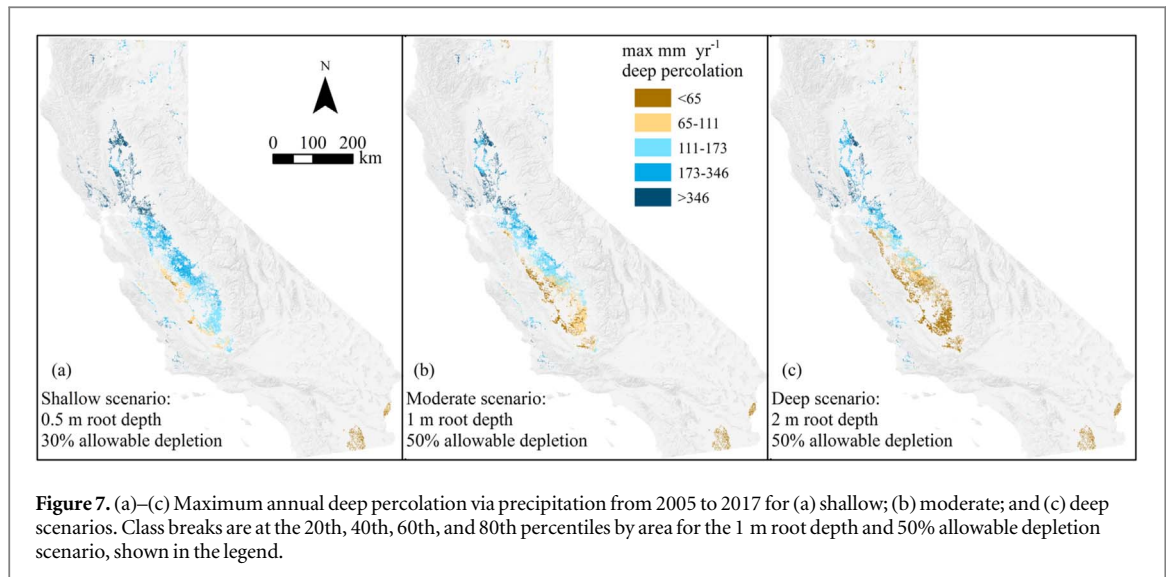 N
0 100 200
km
max mm yr⁻¹
deep percolation
<65
65-111
111-173
173-346
>346
(a)
Shallow scenario:
0.5 m root depth
30% allowable depletion
(b)
Moderate scenario:
1 m root depth
50% allowable depletion
(c)
Deep scenario:
2 m root depth
50% allowable depletion
Figure 7. (a)–(c) Maximum annual deep percolation via precipitation from 2005 to 2017 for (a) shallow; (b) moderate; and (c) deep
scenarios. Class breaks are at the 20th, 40th, 60th, and 80th percentiles by area for the 1 m root depth and 50% allowable depletion
scenario, shown in the legend.